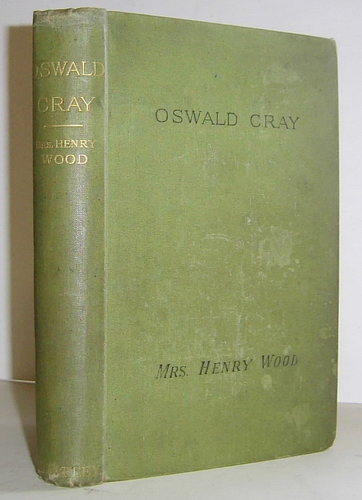 OSWALD
CRAY
MRS. HENRY
WOOD
OSWALD CRAY
MRS. HENRY WOOD